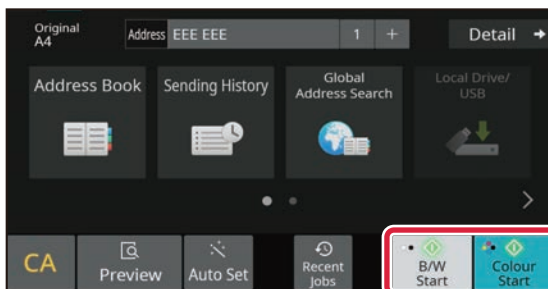 Original
A4
Address EEE EEE 1 +
Detail
Address Book
Sending History
Global
Address Search
Local Drive/
USB
CA
Preview
Auto Set
Recent
Jobs
B/W
Start
Colour
Start